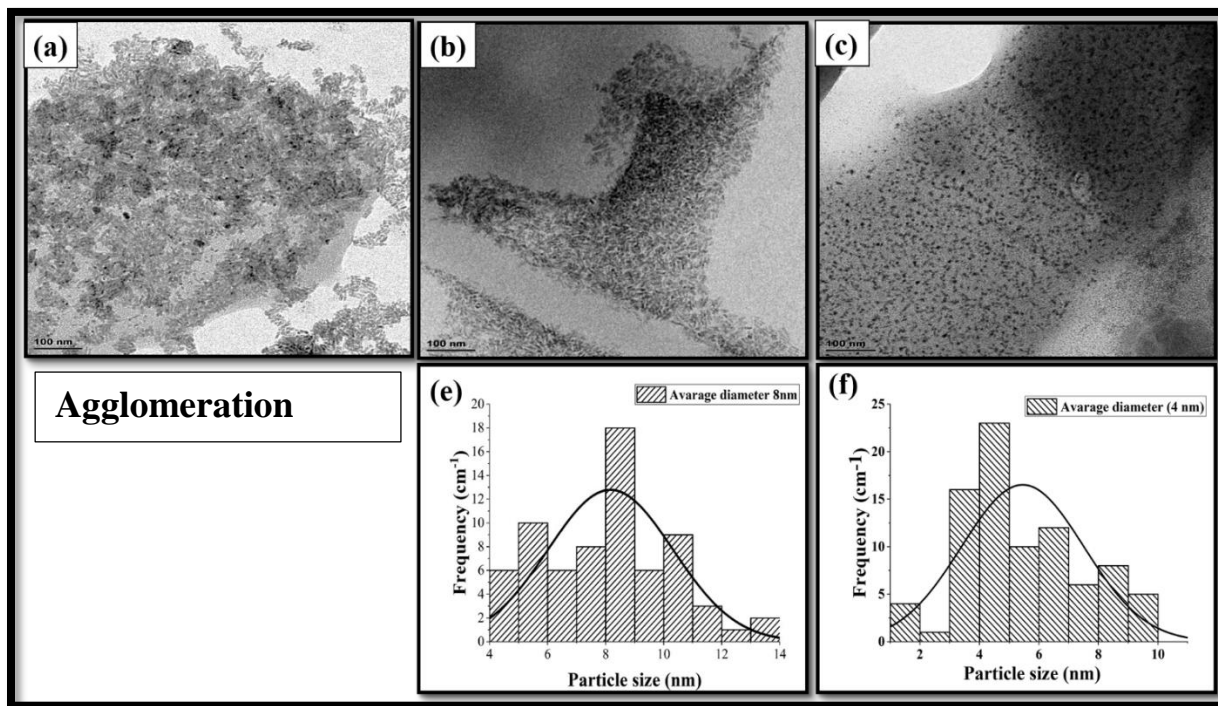 (a)
100 nm
(b)
100 nm
(c)
100 nm
Agglomeration
(e)
Avarage diameter 8nm
Frequency (cm⁻¹)
20
18
16
14
12
10
8
6
4
2
0
4 6 8 10 12 14
Particle size (nm)
(f)
Avarage diameter (4 nm)
Frequency (cm⁻¹)
25
20
15
10
5
0
2 4 6 8 10
Particle size (nm)